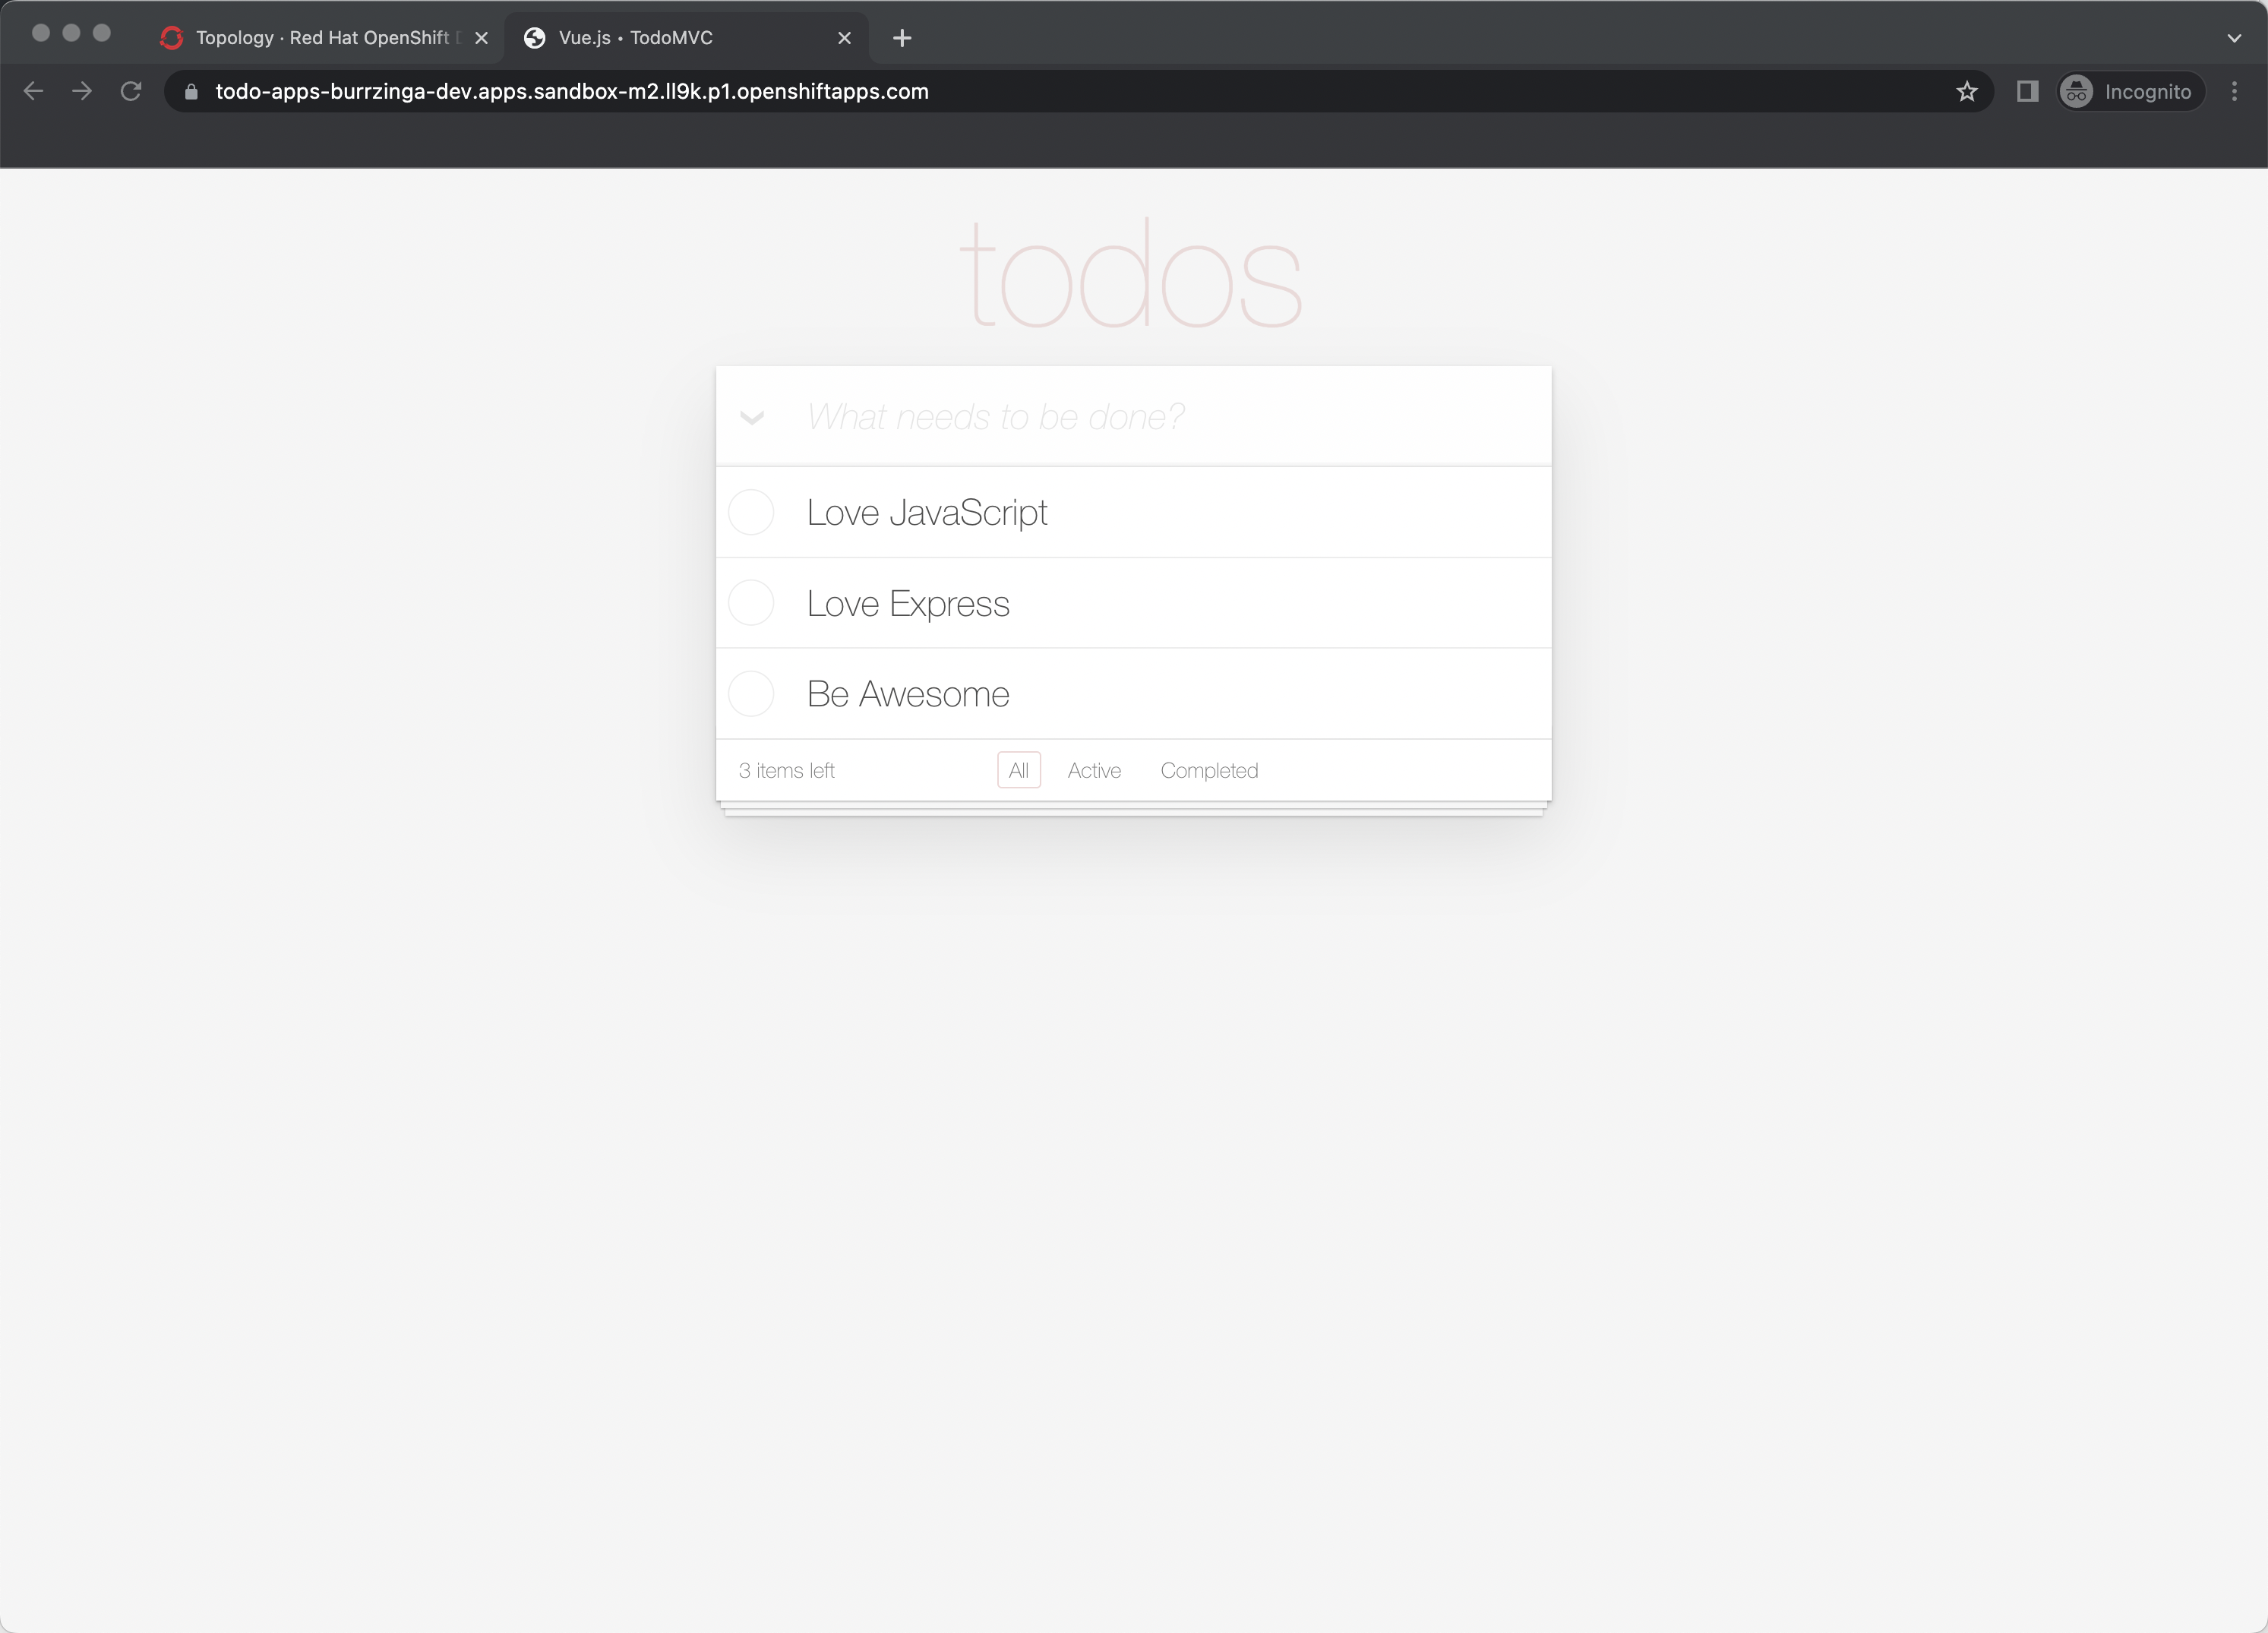 Topology · Red Hat OpenShift
Vue.js • TodoMVC
todo-apps-burrzinga-dev.apps.sandbox-m2.ll9k.p1.openshiftapps.com
Incognito
todos
What needs to be done?
Love JavaScript
Love Express
Be Awesome
3 items left
All
Active
Completed